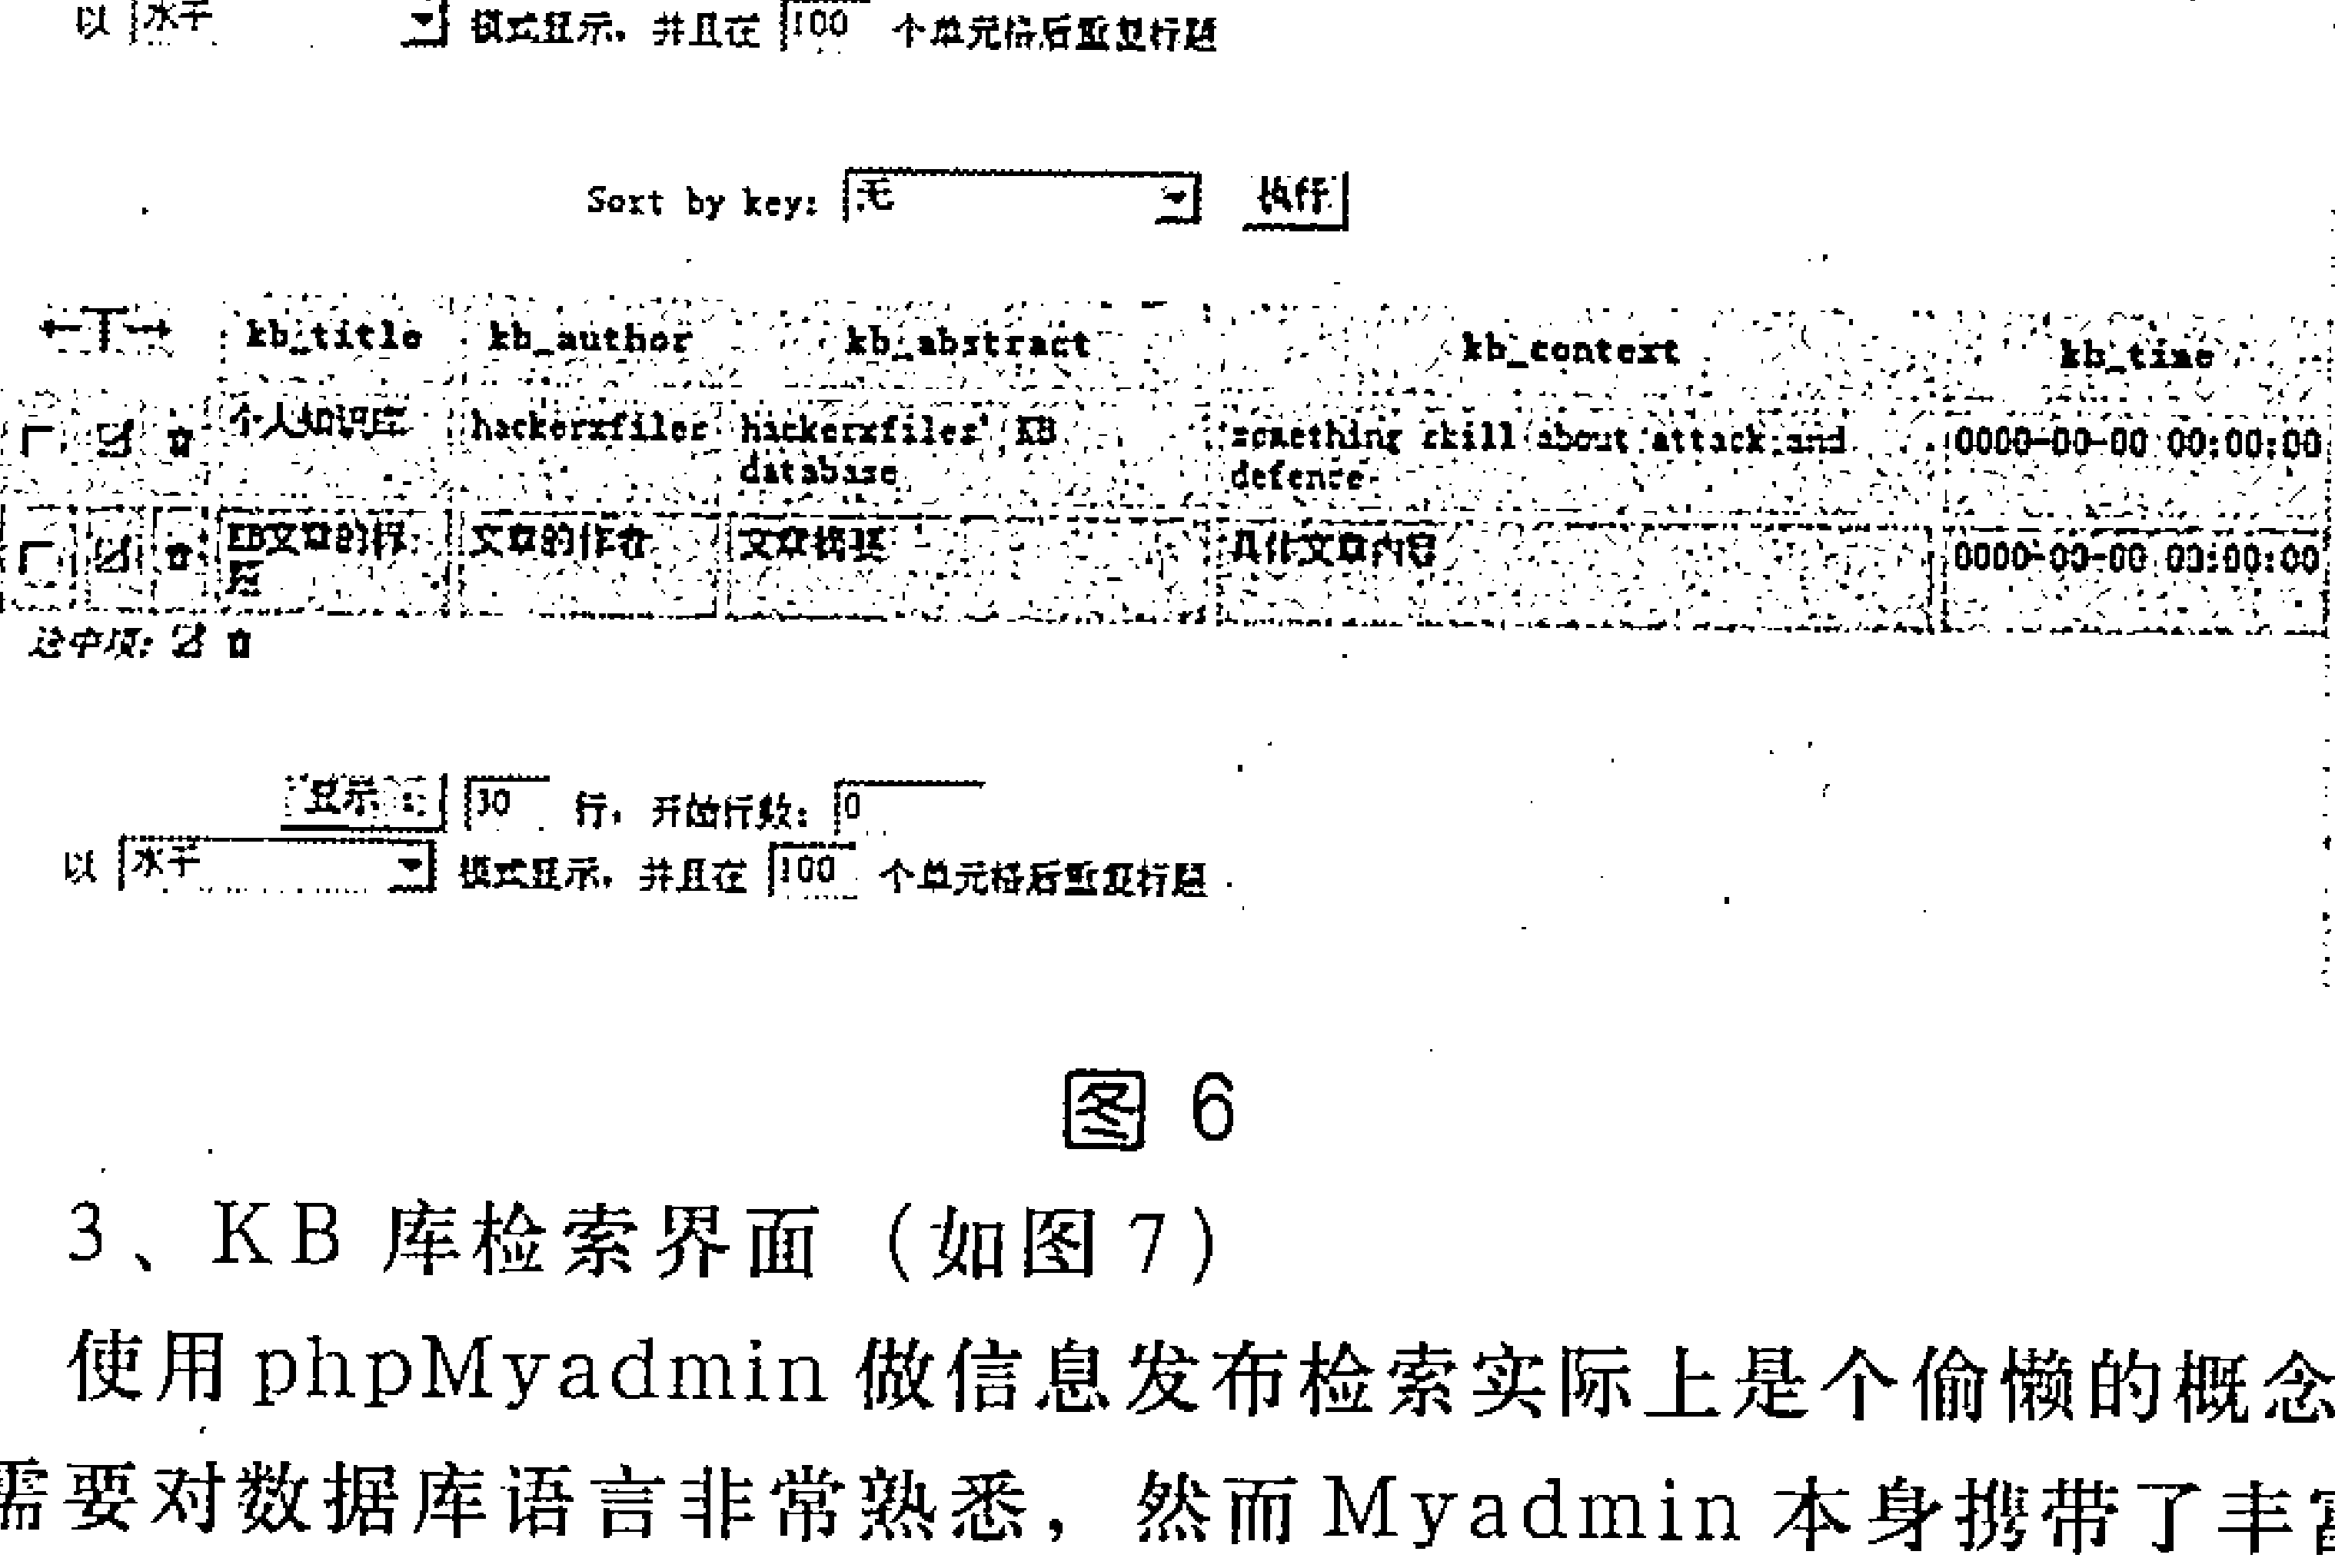 以 水平 模式显示，并且在 100 个单元格后重复标题
Sort by key: 无 执行
←T→ kb_title kb_author kb_abstract kb_context kb_time
个人知识库 hackerxfiles hackerxfiles' KB database something skill about attack and defence 0000-00-00 00:00:00
KB文章的标题 文章的作者 文章摘要 具体文章内容 0000-00-00 00:00:00
选中项:
显示: 30 行，开始行数: 0
以 水平 模式显示，并且在 100 个单元格后重复标题
图 6
3、KB 库检索界面（如图 7）
使用 phpMyadmin 做信息发布检索实际上是个偷懒的概念
需要对数据库语言非常熟悉，然而 Myadmin 本身携带了丰富